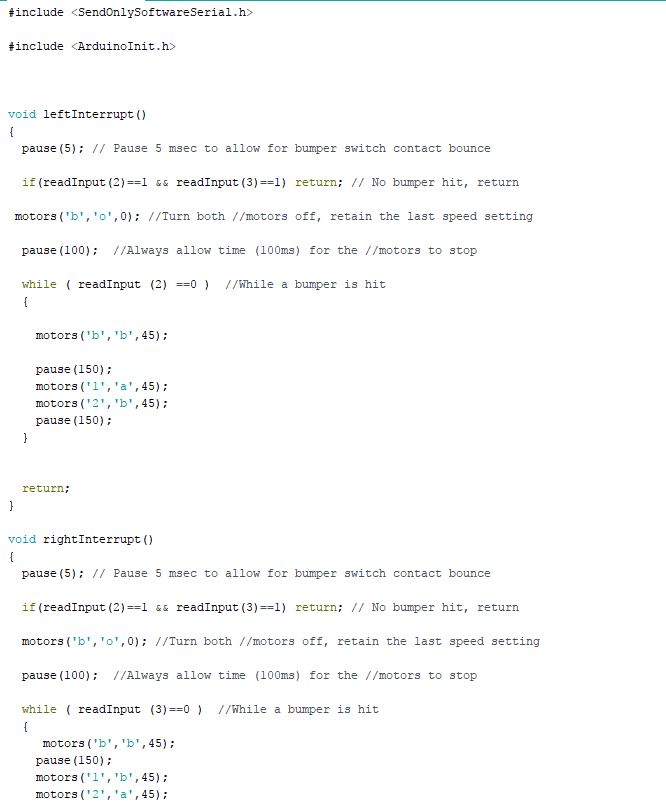 #include <SendOnlySoftwareSerial.h>
#include <ArduinoInit.h>
void leftInterrupt()
{
pause(5); // Pause 5 msec to allow for bumper switch contact bounce
if(readInput(2)==1 && readInput(3)==1) return; // No bumper hit, return
motors('b','o',0); //Turn both //motors off, retain the last speed setting
pause(100);  //Always allow time (100ms) for the //motors to stop
while ( readInput (2) ==0 )  //While a bumper is hit
{
motors('b','b',45);
pause(150);
motors('1','a',45);
motors('2','b',45);
pause(150);
}
return;
}
void rightInterrupt()
{
pause(5); // Pause 5 msec to allow for bumper switch contact bounce
if(readInput(2)==1 && readInput(3)==1) return; // No bumper hit, return
motors('b','o',0); //Turn both //motors off, retain the last speed setting
pause(100);  //Always allow time (100ms) for the //motors to stop
while ( readInput (3)==0 )  //While a bumper is hit
{
motors('b','b',45);
pause(150);
motors('1','b',45);
motors('2','a',45);